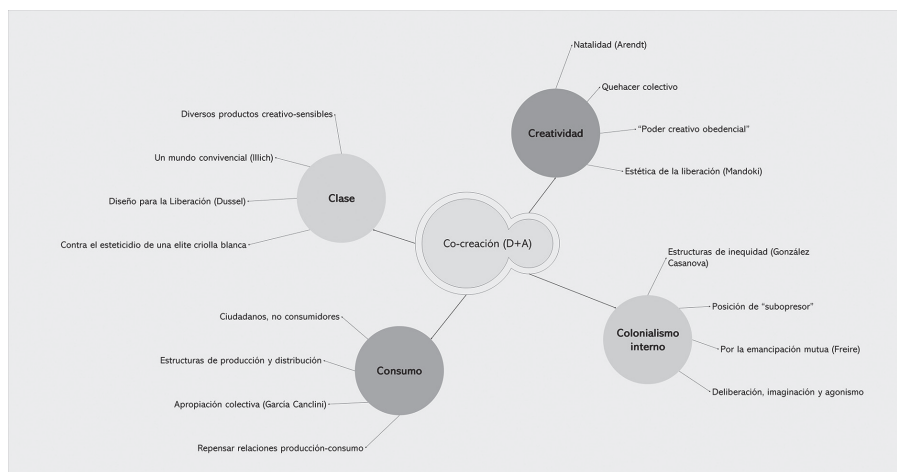 Natalidad (Arendt)
Quehacer colectivo
Creatividad
“Poder creativo obedencial”
Estética de la liberación (Mandoki)
Diversos productos creativo-sensibles
Un mundo convivencial (Illich)
Clase
Diseño para la Liberación (Dussel)
Contra el esteticidio de una elite criolla blanca
Co-creación (D+A)
Estructuras de inequidad (González
Casanova)
Posición de “subopresor”
Colonialismo
interno
Por la emancipación mutua (Freire)
Deliberación, imaginación y agonismo
Ciudadanos, no consumidores
Estructuras de producción y distribución
Consumo
Apropiación colectiva (García Canclini)
Repensar relaciones producción-consumo